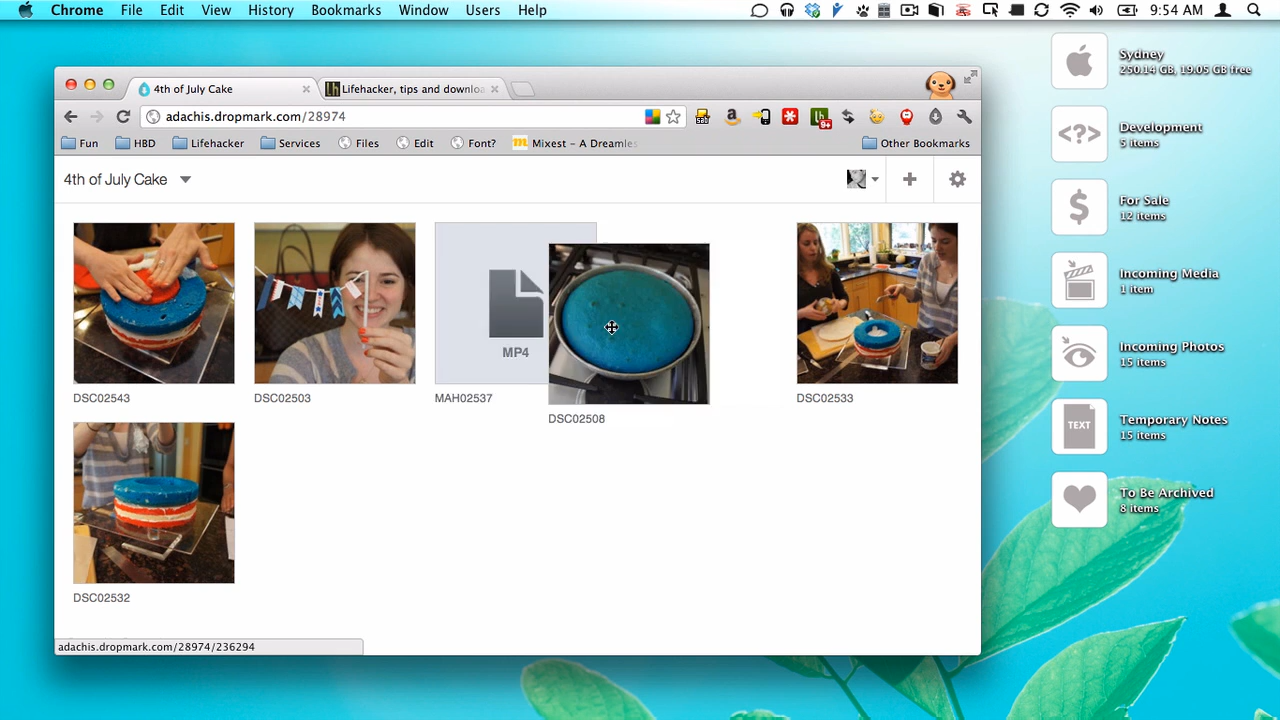 Chrome File Edit View History Bookmarks Window Users Help 9:54 AM
Sydney
250.14 GB, 19.05 GB free
4th of July Cake
Lifehacker, tips and downloa
adachis.dropmark.com/28974
9+
Fun HBD Lifehacker Services Files Edit Font? Mixest – A Dreamles Other Bookmarks
Development
5 items
4th of July Cake
For Sale
12 items
Incoming Media
1 item
MP4
Incoming Photos
15 items
DSC02543 DSC02503 MAH02537 DSC02533
DSC02508
TEXT
Temporary Notes
15 items
To Be Archived
8 items
DSC02532
adachis.dropmark.com/28974/236294